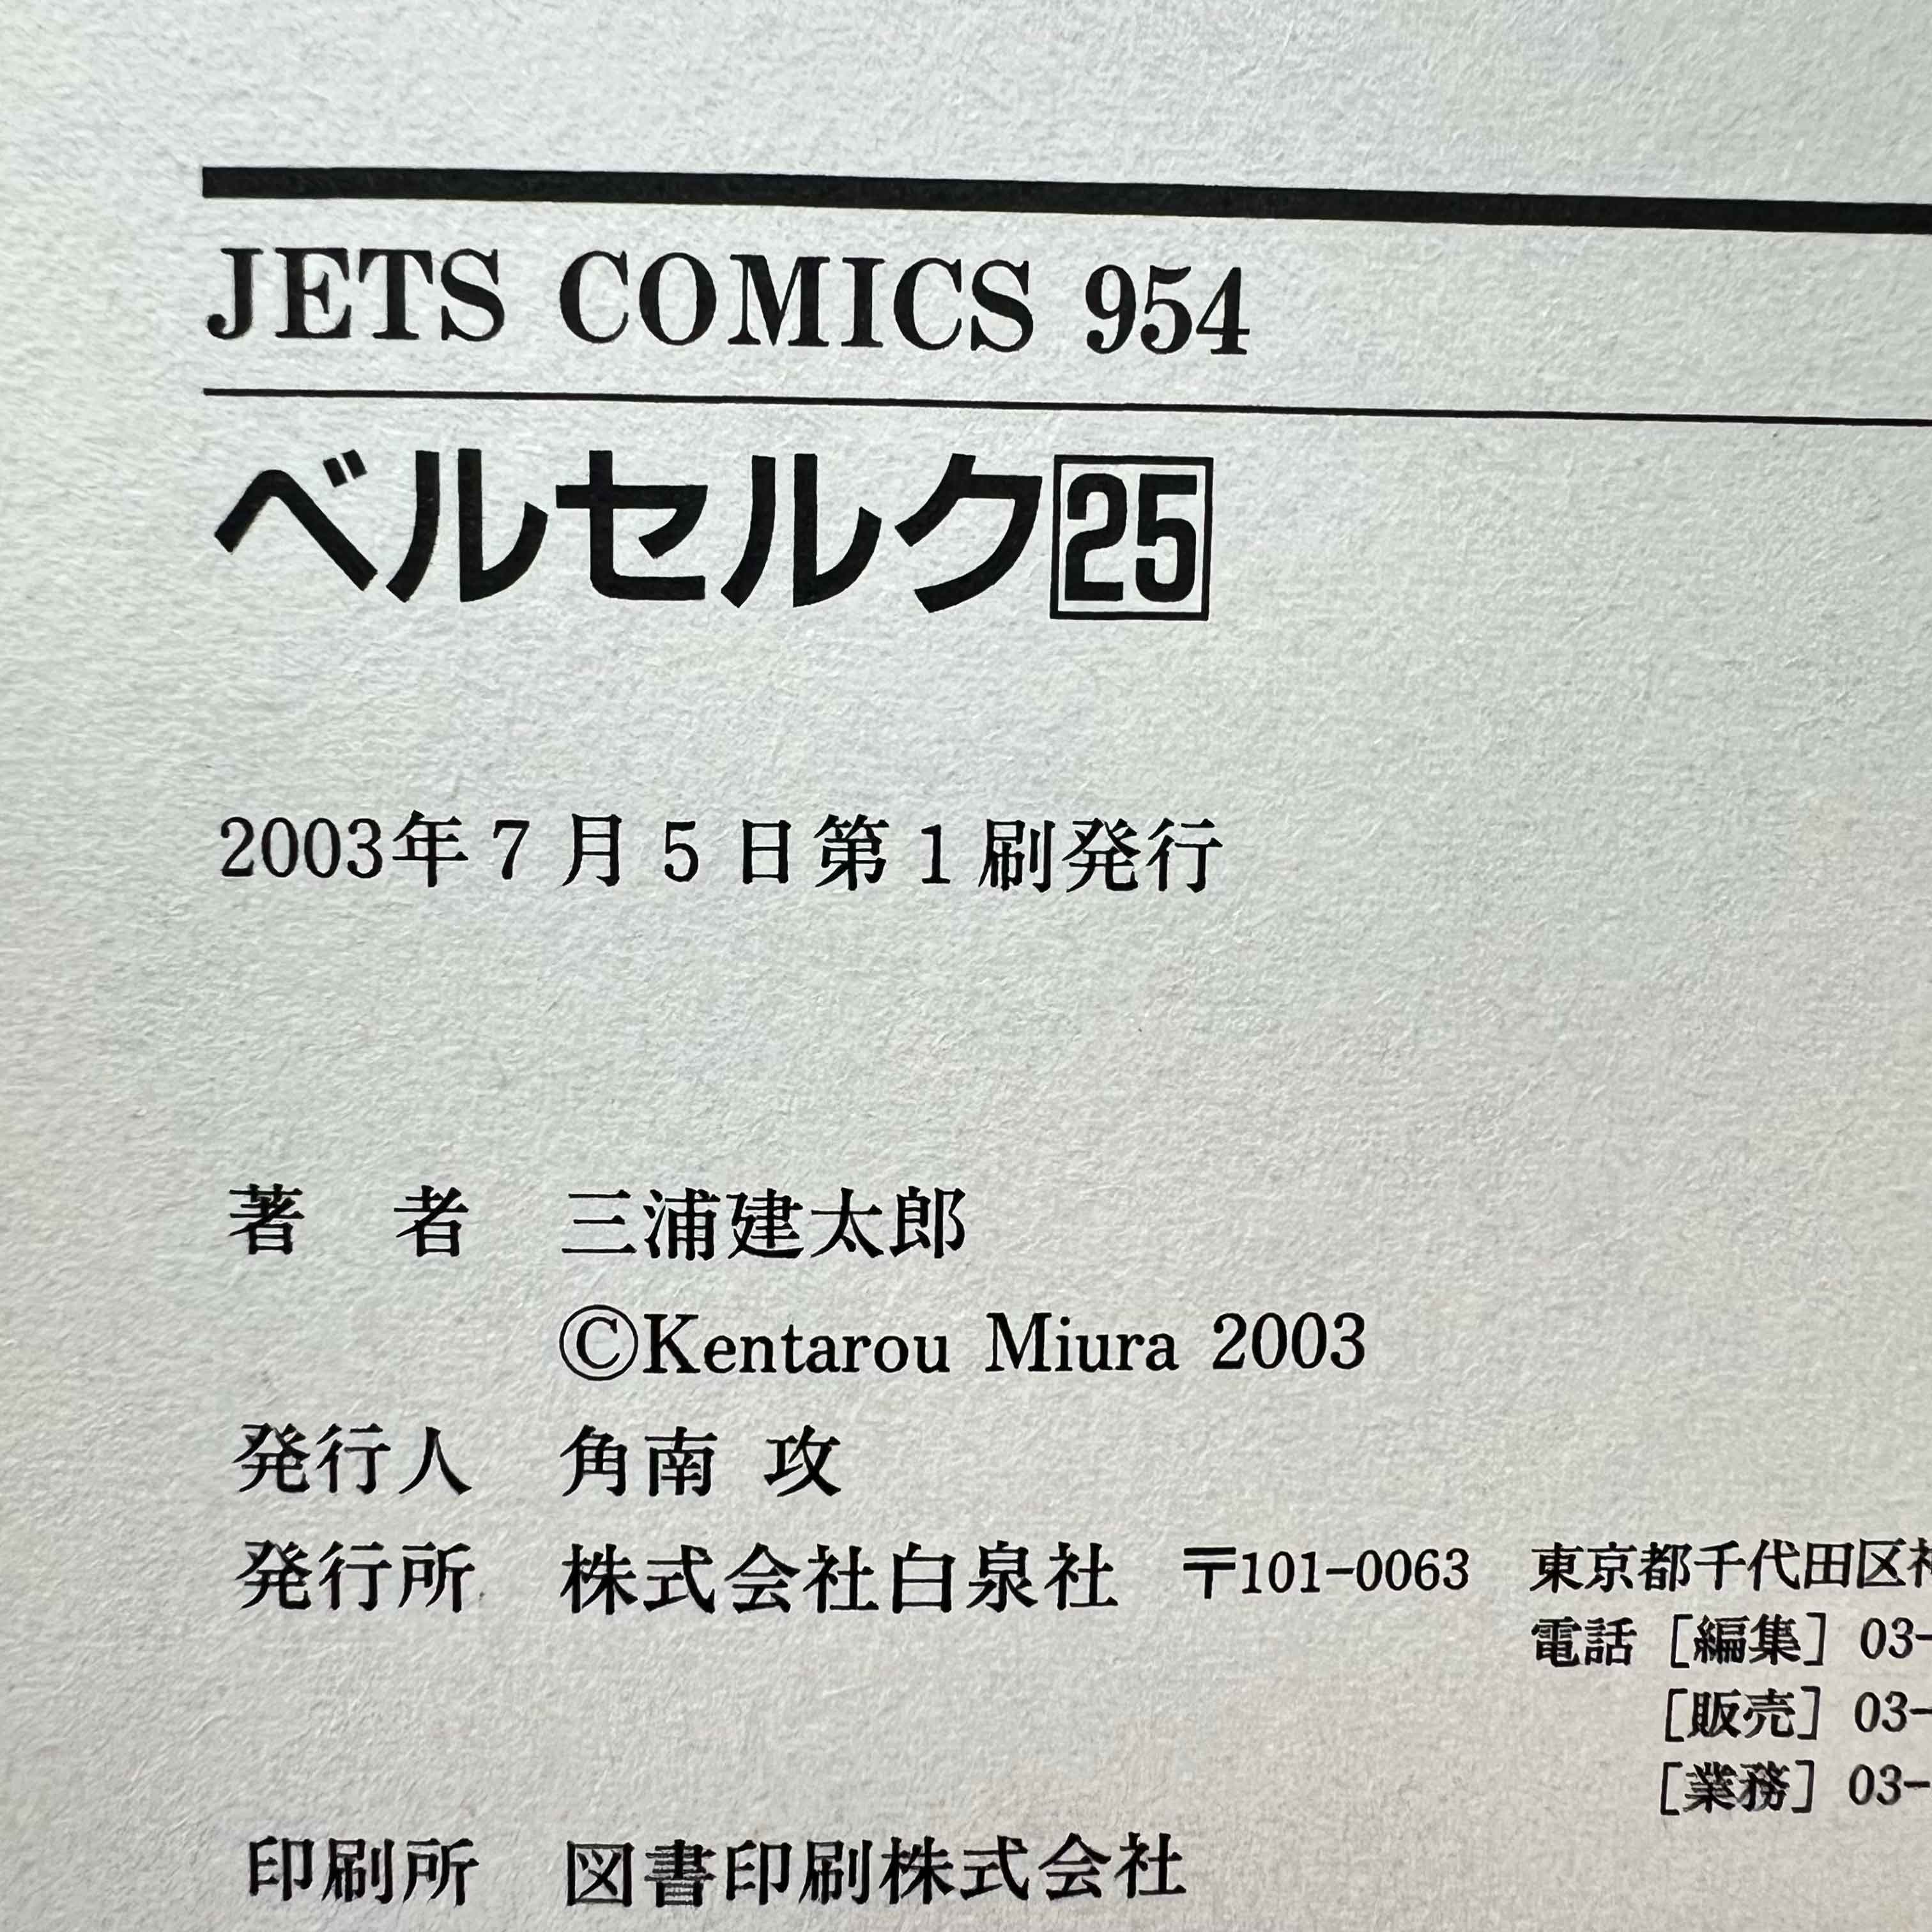 JETS COMICS 954
ベルセルク25
2003年7月5日第1刷発行
著 者 三浦建太郎
©Kentarou Miura 2003
発行人 角南 攻
発行所 株式会社白泉社 〒101-0063 東京都千代田区神
電話［編集］03-
［販売］03-
［業務］03-
印刷所 図書印刷株式会社